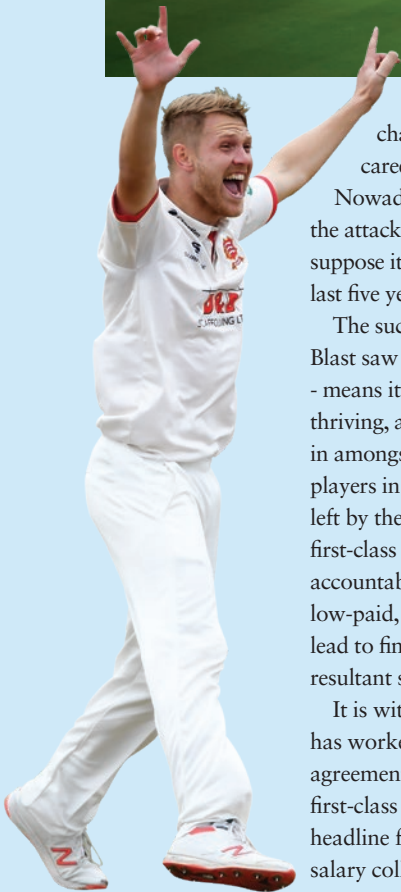 cha
caree
Nowad
the attack
suppose it
last five ye
The suc
Blast saw
- means it
thriving, a
in amongs
players in
left by the
first-class
accountab
low-paid,
lead to fin
resultant s
It is wit
has worke
agreemen
first-class
headline f
salary coll
N
N